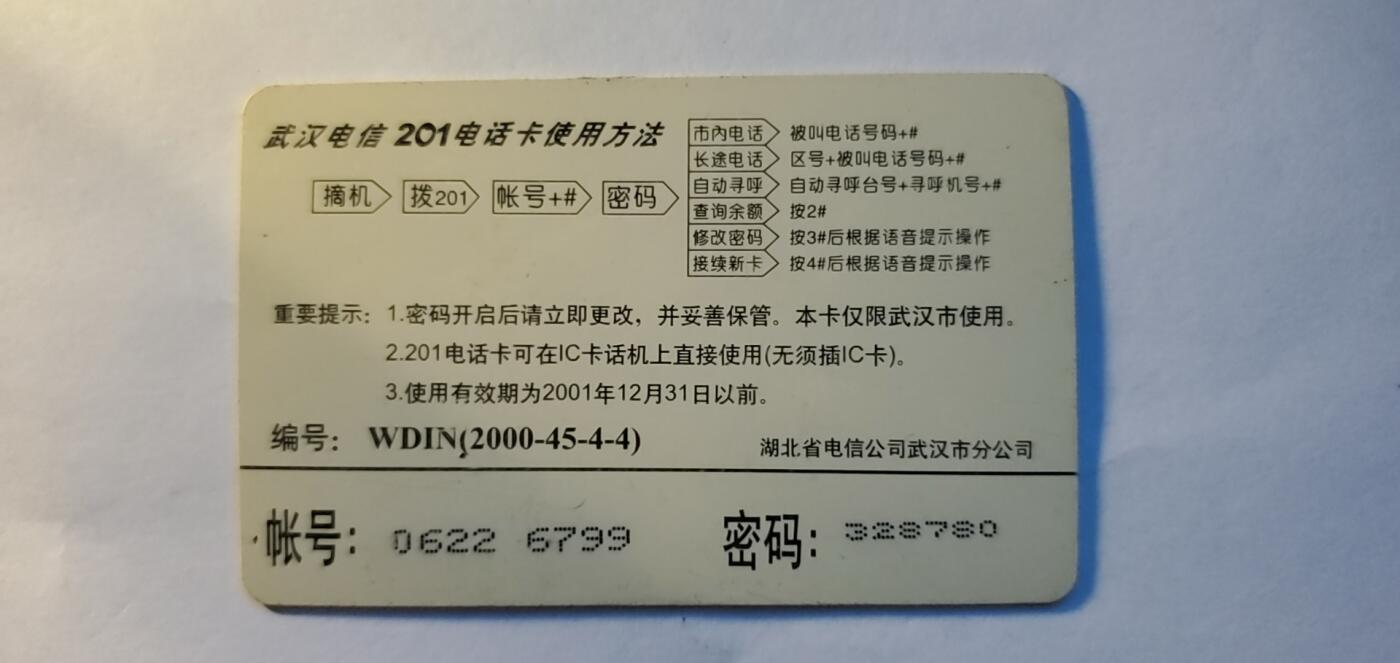 武汉电信 201电话卡使用方法
摘机 拨201 帐号+# 密码
市内电话 被叫电话号码+#
长途电话 区号+被叫电话号码+#
自动寻呼 自动寻呼台号+寻呼机号+#
查询余额 按2#
修改密码 按3#后根据语音提示操作
接续新卡 按4#后根据语音提示操作
重要提示：1.密码开启后请立即更改，并妥善保管。本卡仅限武汉市使用。
2.201电话卡可在IC卡话机上直接使用(无须插IC卡)。
3.使用有效期为2001年12月31日以前。
编号： WDIN(2000-45-4-4)
湖北省电信公司武汉市分公司
帐号： 0622 6799 密码： 328780